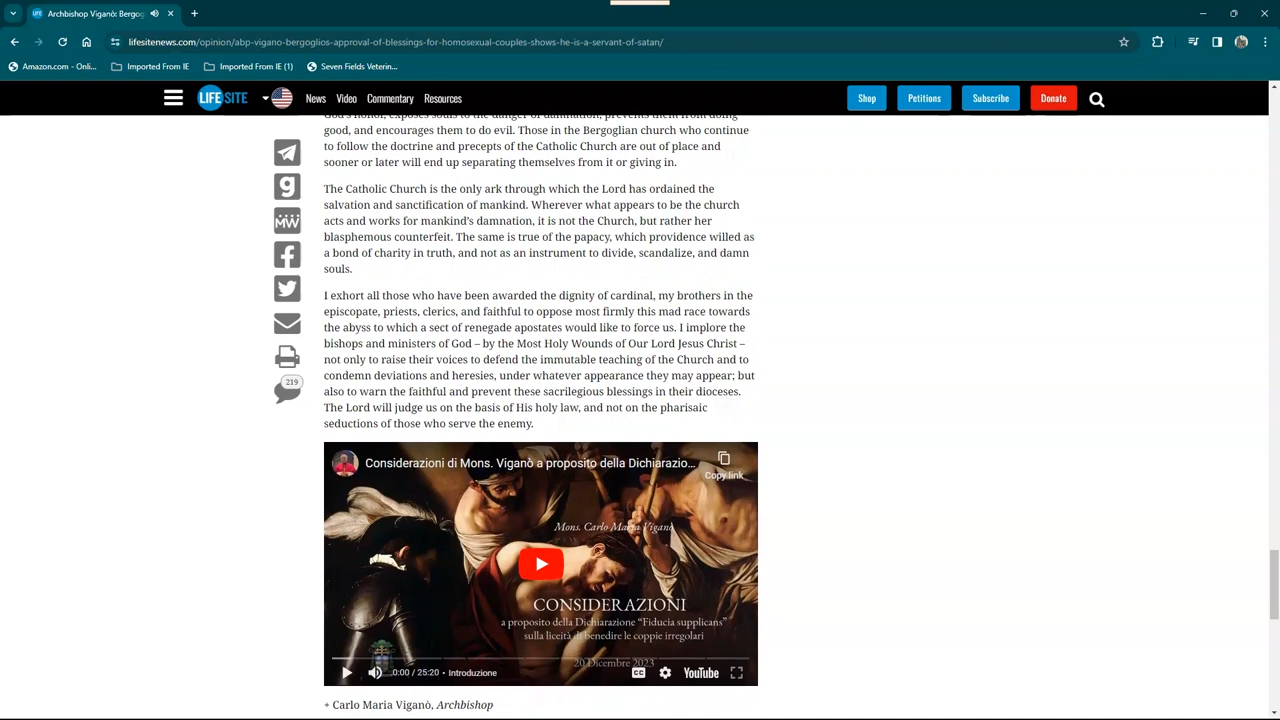 Archbishop Viganò: Bergog
lifesitenews.com/opinion/abp-vigano-bergoglios-approval-of-blessings-for-homosexual-couples-shows-he-is-a-servant-of-satan/
Amazon.com - Onli...
Imported From IE
Imported From IE (1)
Seven Fields Veterin...
LIFE SITE
News
Video
Commentary
Resources
Shop
Petitions
Subscribe
Donate
God's honor, exposes souls to the danger of damnation, prevents them from doing
good, and encourages them to do evil. Those in the Bergoglian church who continue
to follow the doctrine and precepts of the Catholic Church are out of place and
sooner or later will end up separating themselves from it or giving in.
The Catholic Church is the only ark through which the Lord has ordained the
salvation and sanctification of mankind. Wherever what appears to be the church
acts and works for mankind's damnation, it is not the Church, but rather her
blasphemous counterfeit. The same is true of the papacy, which providence willed as
a bond of charity in truth, and not as an instrument to divide, scandalize, and damn
souls.
I exhort all those who have been awarded the dignity of cardinal, my brothers in the
episcopate, priests, clerics, and faithful to oppose most firmly this mad race towards
the abyss to which a sect of renegade apostates would like to force us. I implore the
bishops and ministers of God – by the Most Holy Wounds of Our Lord Jesus Christ –
not only to raise their voices to defend the immutable teaching of the Church and to
condemn deviations and heresies, under whatever appearance they may appear; but
also to warn the faithful and prevent these sacrilegious blessings in their dioceses.
The Lord will judge us on the basis of His holy law, and not on the pharisaic
seductions of those who serve the enemy.
MW
219
Considerazioni di Mons. Viganò a proposito della Dichiarazio...
Copy link
Mons. Carlo Maria Viganò
CONSIDERAZIONI
a proposito della Dichiarazione "Fiducia supplicans"
sulla liceità di benedire le coppie irregolari
20 Dicembre 2023
0:00 / 25:20 • Introduzione
CC
YouTube
+ Carlo Maria Viganò, Archbishop